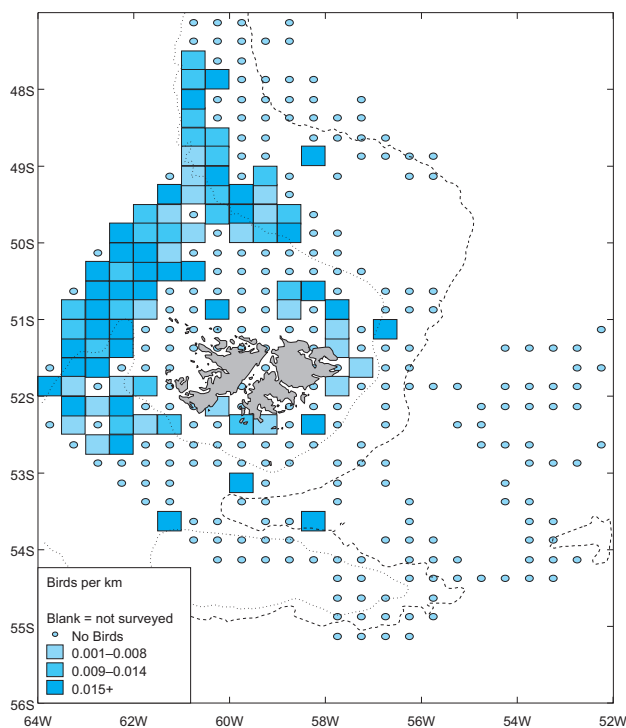 48S
49S
50S
51S
52S
53S
54S
55S
56S
Birds per km
Blank = not surveyed
No Birds
0.001–0.008
0.009–0.014
0.015+
64W 62W 60W 58W 56W 54W 52W